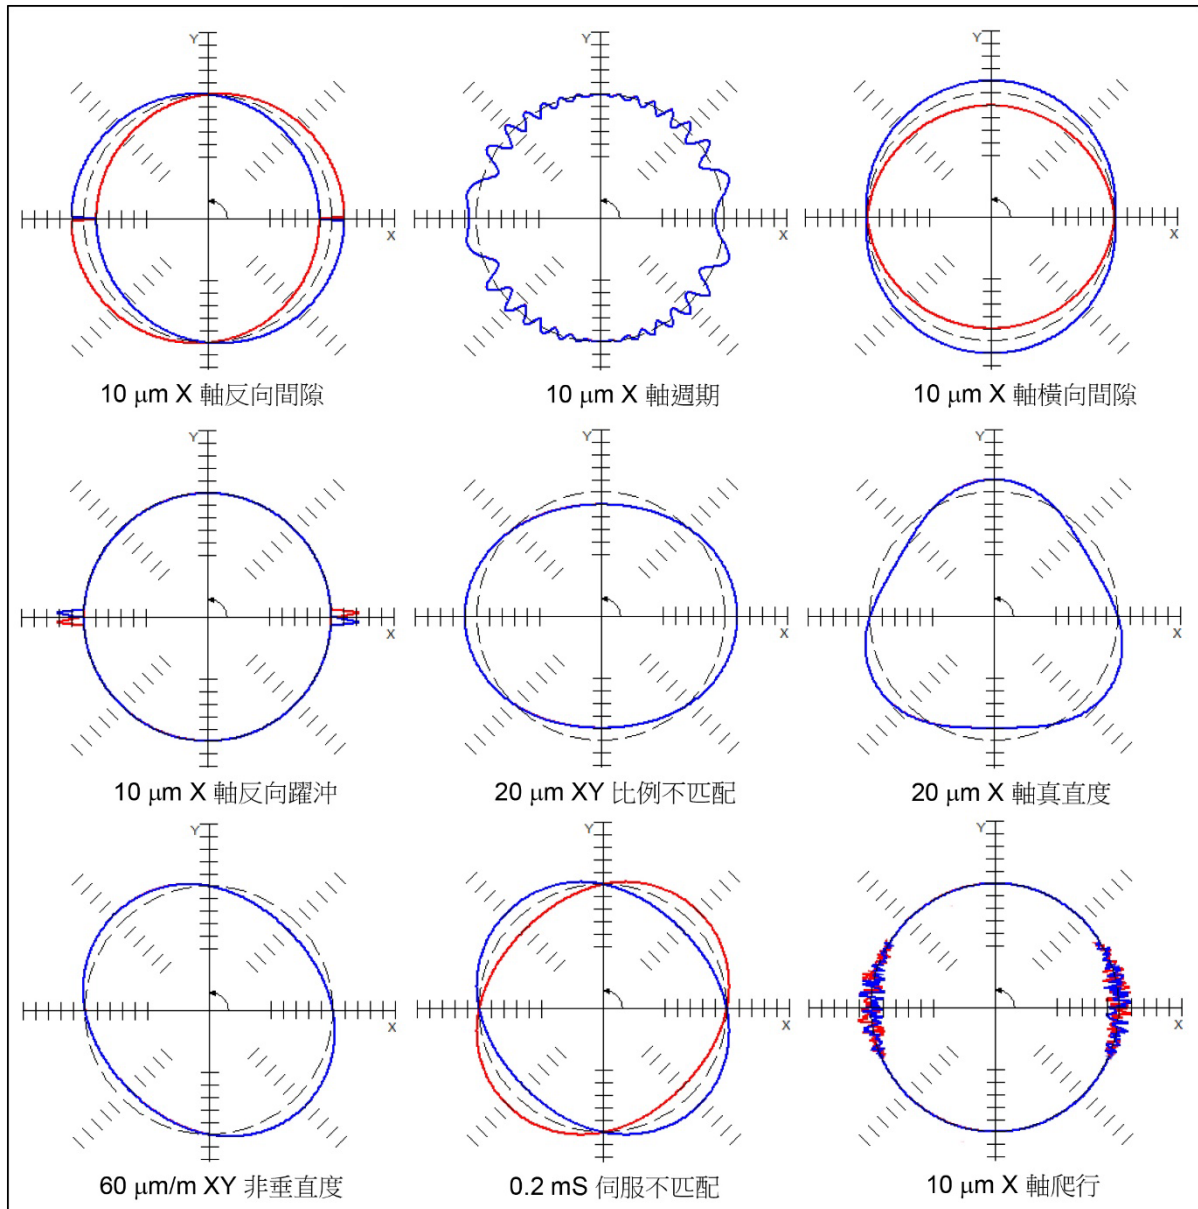 Y
X
10 μm X 軸反向間隙
Y
10 μm X 軸週期
Y
X
10 μm X 軸橫向間隙
Y
X
10 μm X 軸反向躍沖
Y
X
20 μm XY 比例不匹配
Y
X
20 μm X 軸真直度
Y
X
60 μm/m XY 非垂直度
Y
X
0.2 mS 伺服不匹配
Y
X
10 μm X 軸爬行